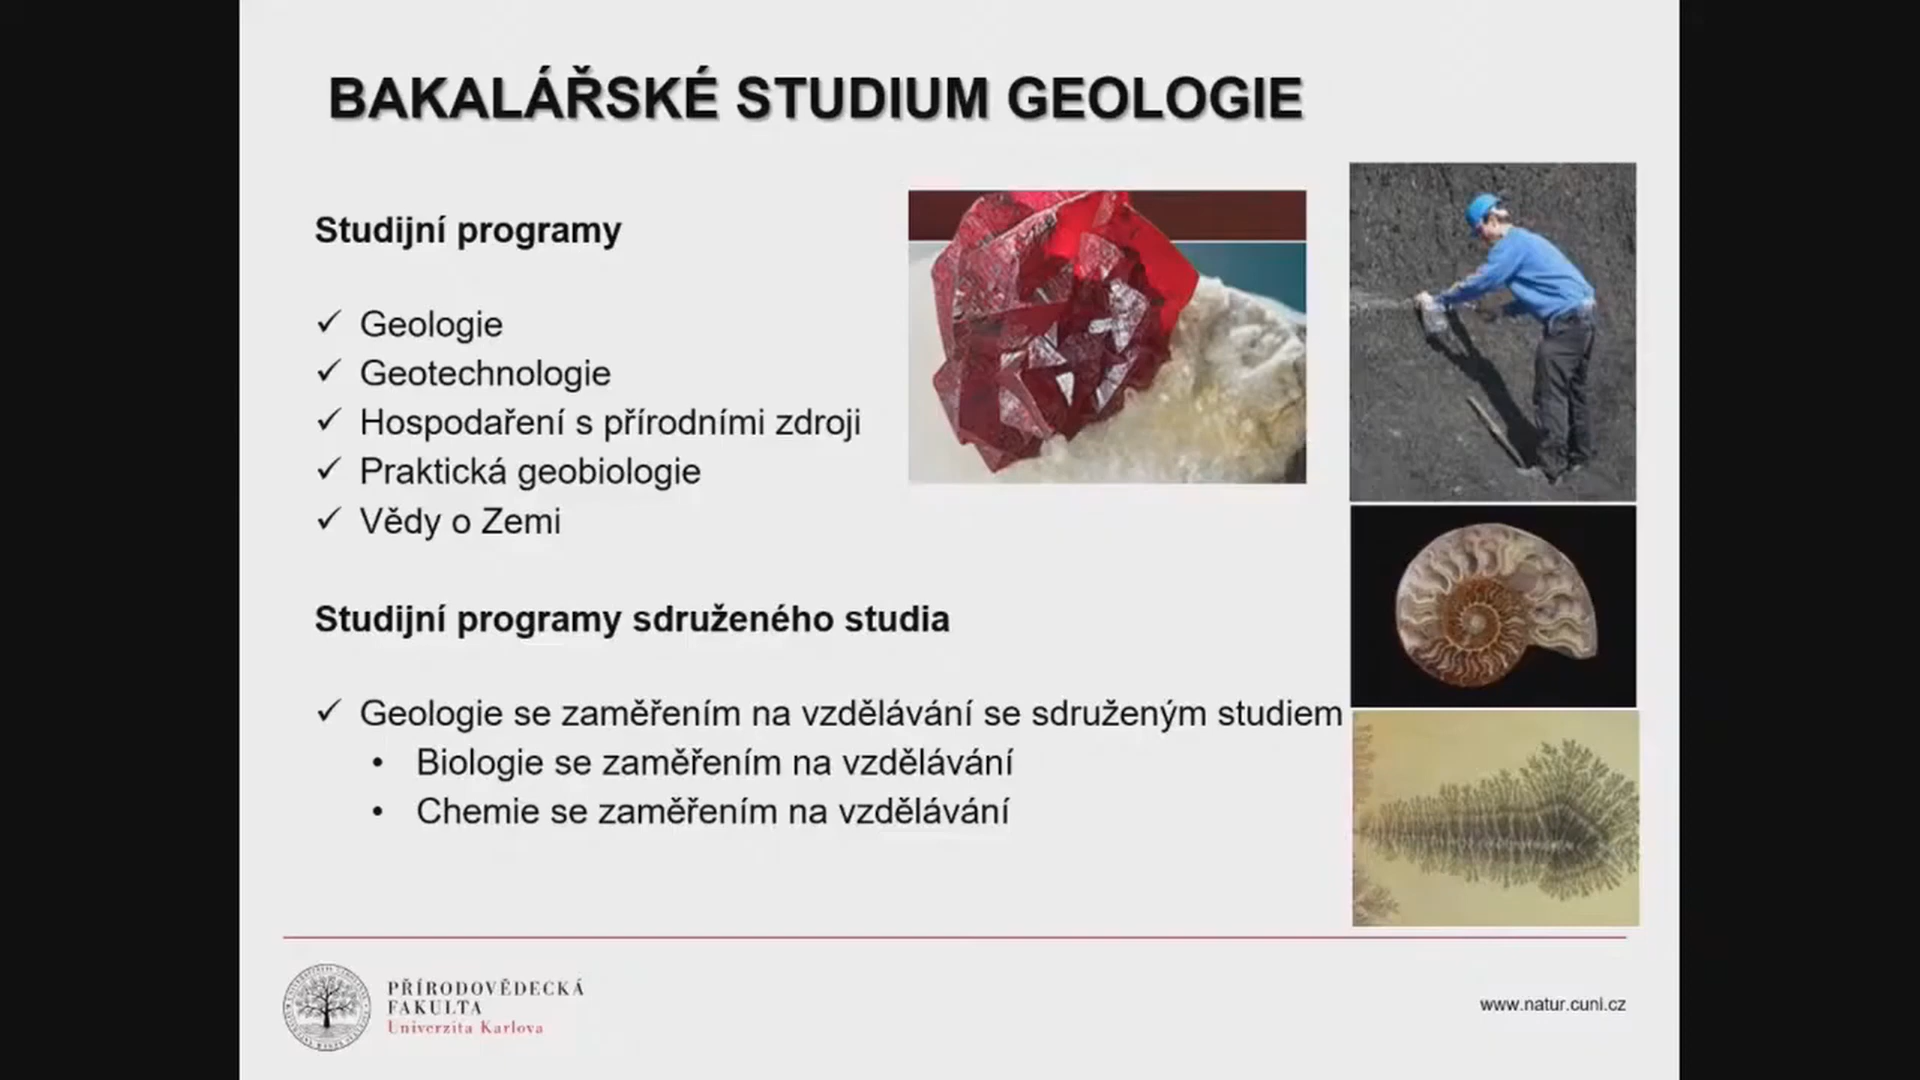 BAKALÁŘSKÉ STUDIUM GEOLOGIE
Studijní programy
✓ Geologie
✓ Geotechnologie
✓ Hospodaření s přírodními zdroji
✓ Praktická geobiologie
✓ Vědy o Zemi
Studijní programy sdruženého studia
✓ Geologie se zaměřením na vzdělávání se sdruženým studiem
• Biologie se zaměřením na vzdělávání
• Chemie se zaměřením na vzdělávání
PŘÍRODOVĚDECKÁ
FAKULTA
Univerzita Karlova
www.natur.cuni.cz